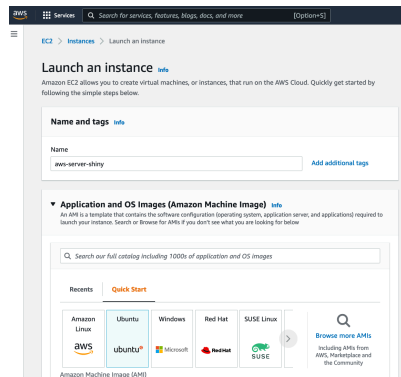 aws
Services
Search for services, features, blogs, docs, and more
[Option+S]
EC2 > Instances > Launch an instance
Launch an instance Info
Amazon EC2 allows you to create virtual machines, or instances, that run on the AWS Cloud. Quickly get started by
following the simple steps below.
Name and tags Info
Name
aws-server-shiny
Add additional tags
Application and OS Images (Amazon Machine Image) Info
An AMI is a template that contains the software configuration (operating system, application server, and applications) required to
launch your instance. Search or Browse for AMIs if you don't see what you are looking for below
Search our full catalog including 1000s of application and OS images
Recents
Quick Start
Amazon
Linux
aws
Ubuntu
ubuntu®
Windows
Microsoft
Red Hat
Red Hat
SUSE Linux
SUSE
Browse more AMIs
Including AMIs from
AWS, Marketplace and
the Community
Amazon Machine Image (AMI)